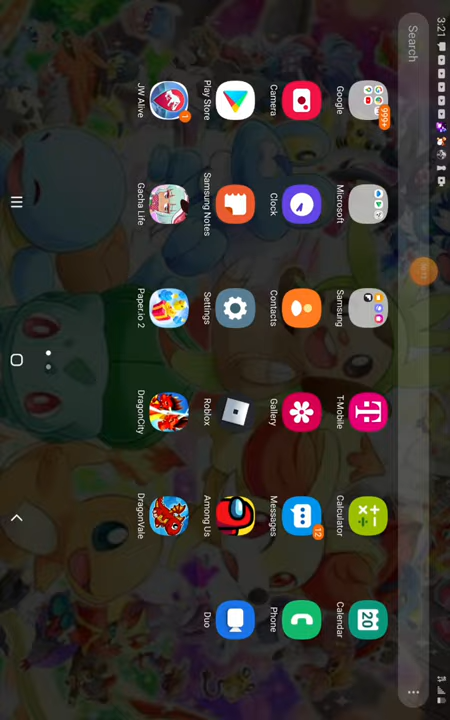 3:21
Search
999+
Google
Microsoft
Samsung
T-Mobile
Calculator
20
Calendar
Camera
Clock
Contacts
Gallery
12
Messages
Phone
Play Store
Samsung Notes
Settings
Roblox
Among Us
Duo
1
JW Alive
Gacha Life
Paper.io 2
DragonCity
DragonVale